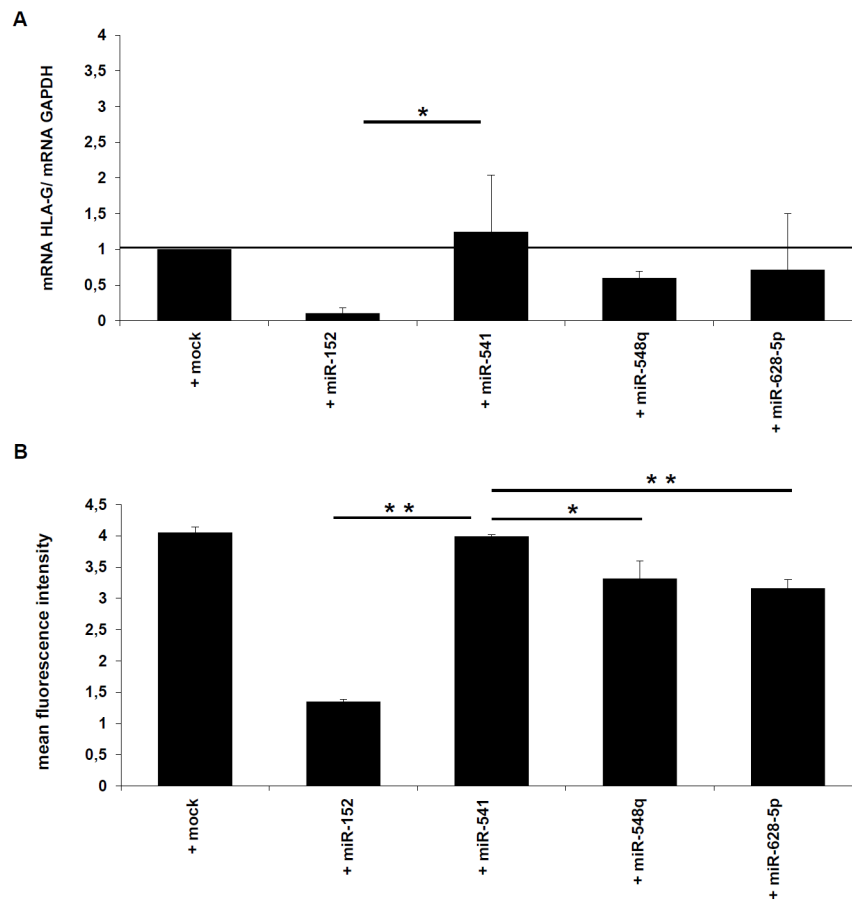 A
mRNA HLA-G/ mRNA GAPDH
4
3,5
3
2,5
2
1,5
1
0,5
0
*
+ mock
+ miR-152
+ miR-541
+ miR-548q
+ miR-628-5p
B
mean fluorescence intensity
4,5
4
3,5
3
2,5
2
1,5
1
0,5
0
* *
* *
*
+ mock
+ miR-152
+ miR-541
+ miR-548q
+ miR-628-5p